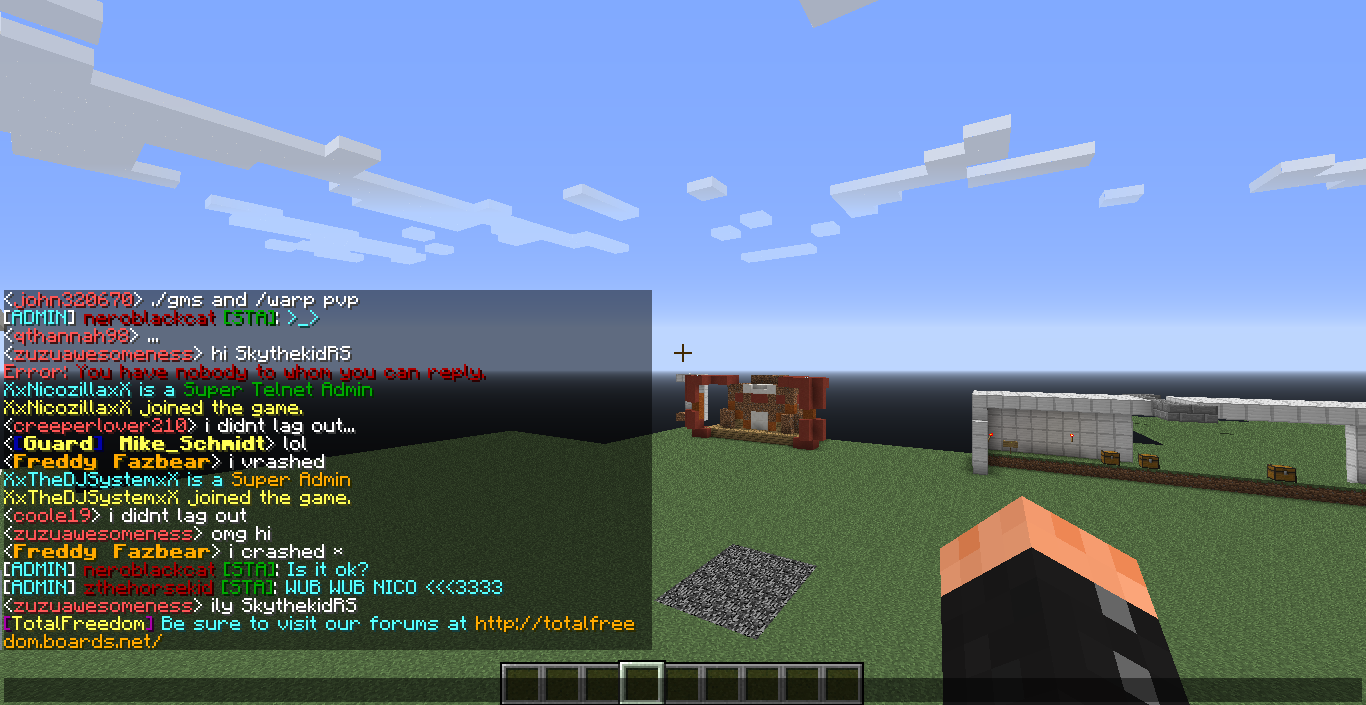 <john320670> ./gms and /warp pvp
[ADMIN] neroblackcat [STA]: >_>
<qthannah98> ...
<zuzuawesomeness> hi SkythekidRS
Error: You have nobody to whom you can reply.
XxNicozillaxX is a Super Telnet Admin
XxNicozillaxX joined the game.
<creeperlover210> i didnt lag out...
<[Guard] Mike_Schmidt> lol
<Freddy Fazbear> i vrashed
XxTheDJSystemxX is a Super Admin
XxTheDJSystemxX joined the game.
<coole19> i didnt lag out
<zuzuawesomeness> omg hi
<Freddy Fazbear> i crashed *
[ADMIN] neroblackcat [STA]: Is it ok?
[ADMIN] zthehorsekid [STA]: WUB WUB NICO <<<3333
<zuzuawesomeness> ily SkythekidRS
[TotalFreedom] Be sure to visit our forums at http://totalfree
dom.boards.net/